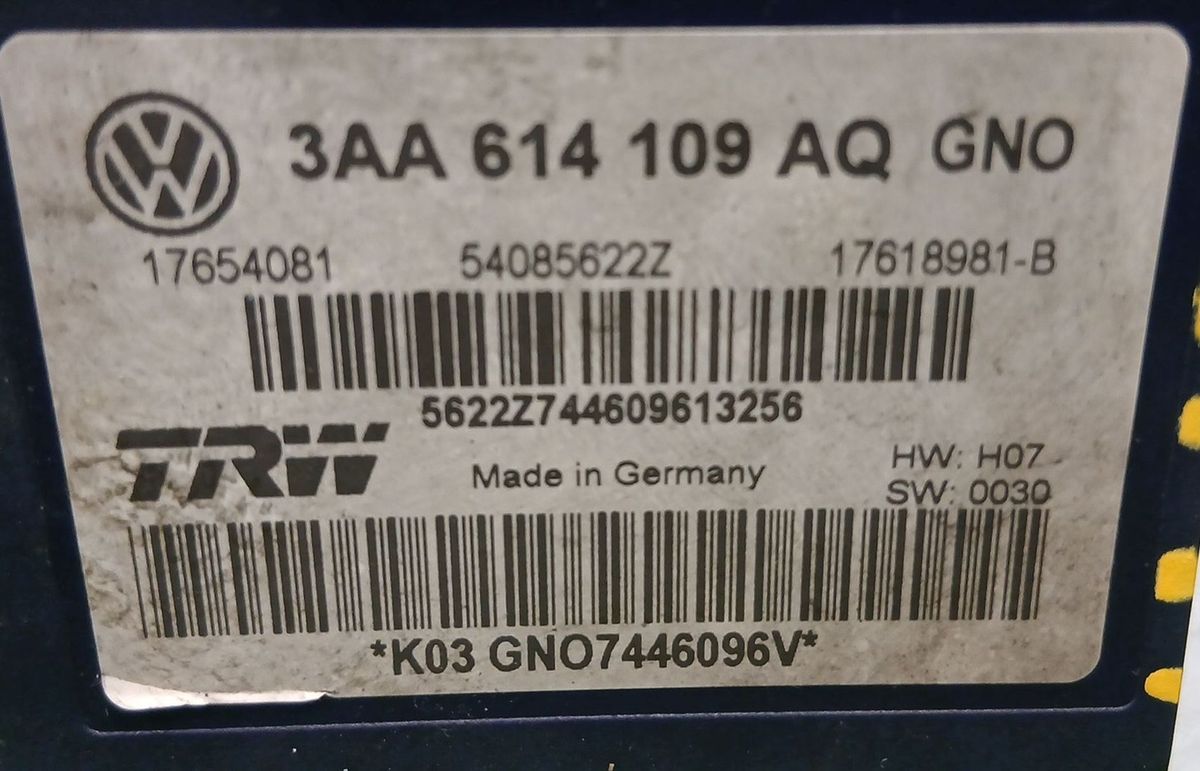 3AA 614 109 AQ GNO
17654081 54085622Z 17618981-B
5622Z744609613256
TRW Made in Germany HW: H07
SW: 0030
*K03 GNO7446096V*